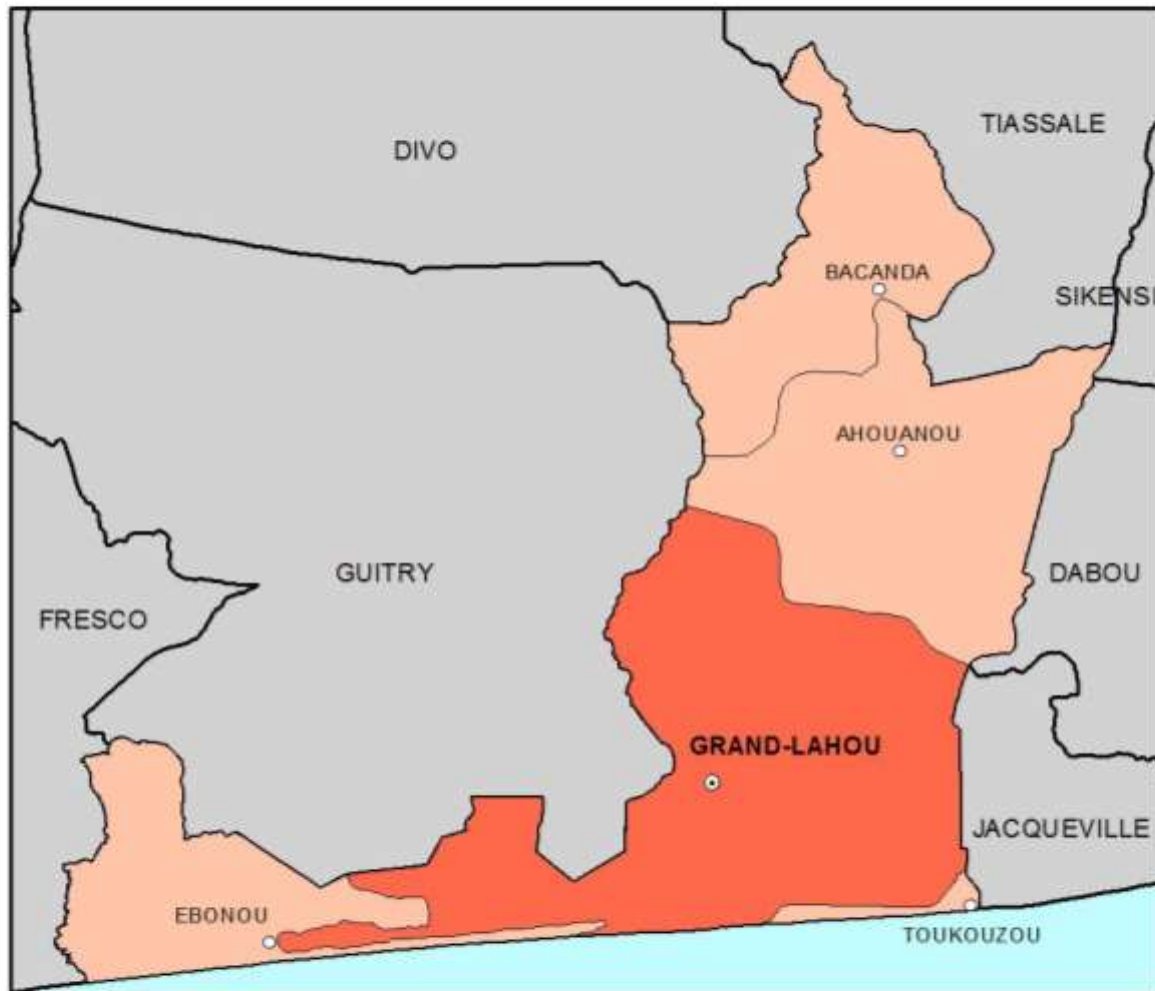 TIASSALE
DIVO
BACANDA
SIKENSI
AHOUANOU
GUITRY
DABOU
FRESCO
GRAND-LAHOU
JACQUEVILLE
EBONOU
TOUKOUZOU